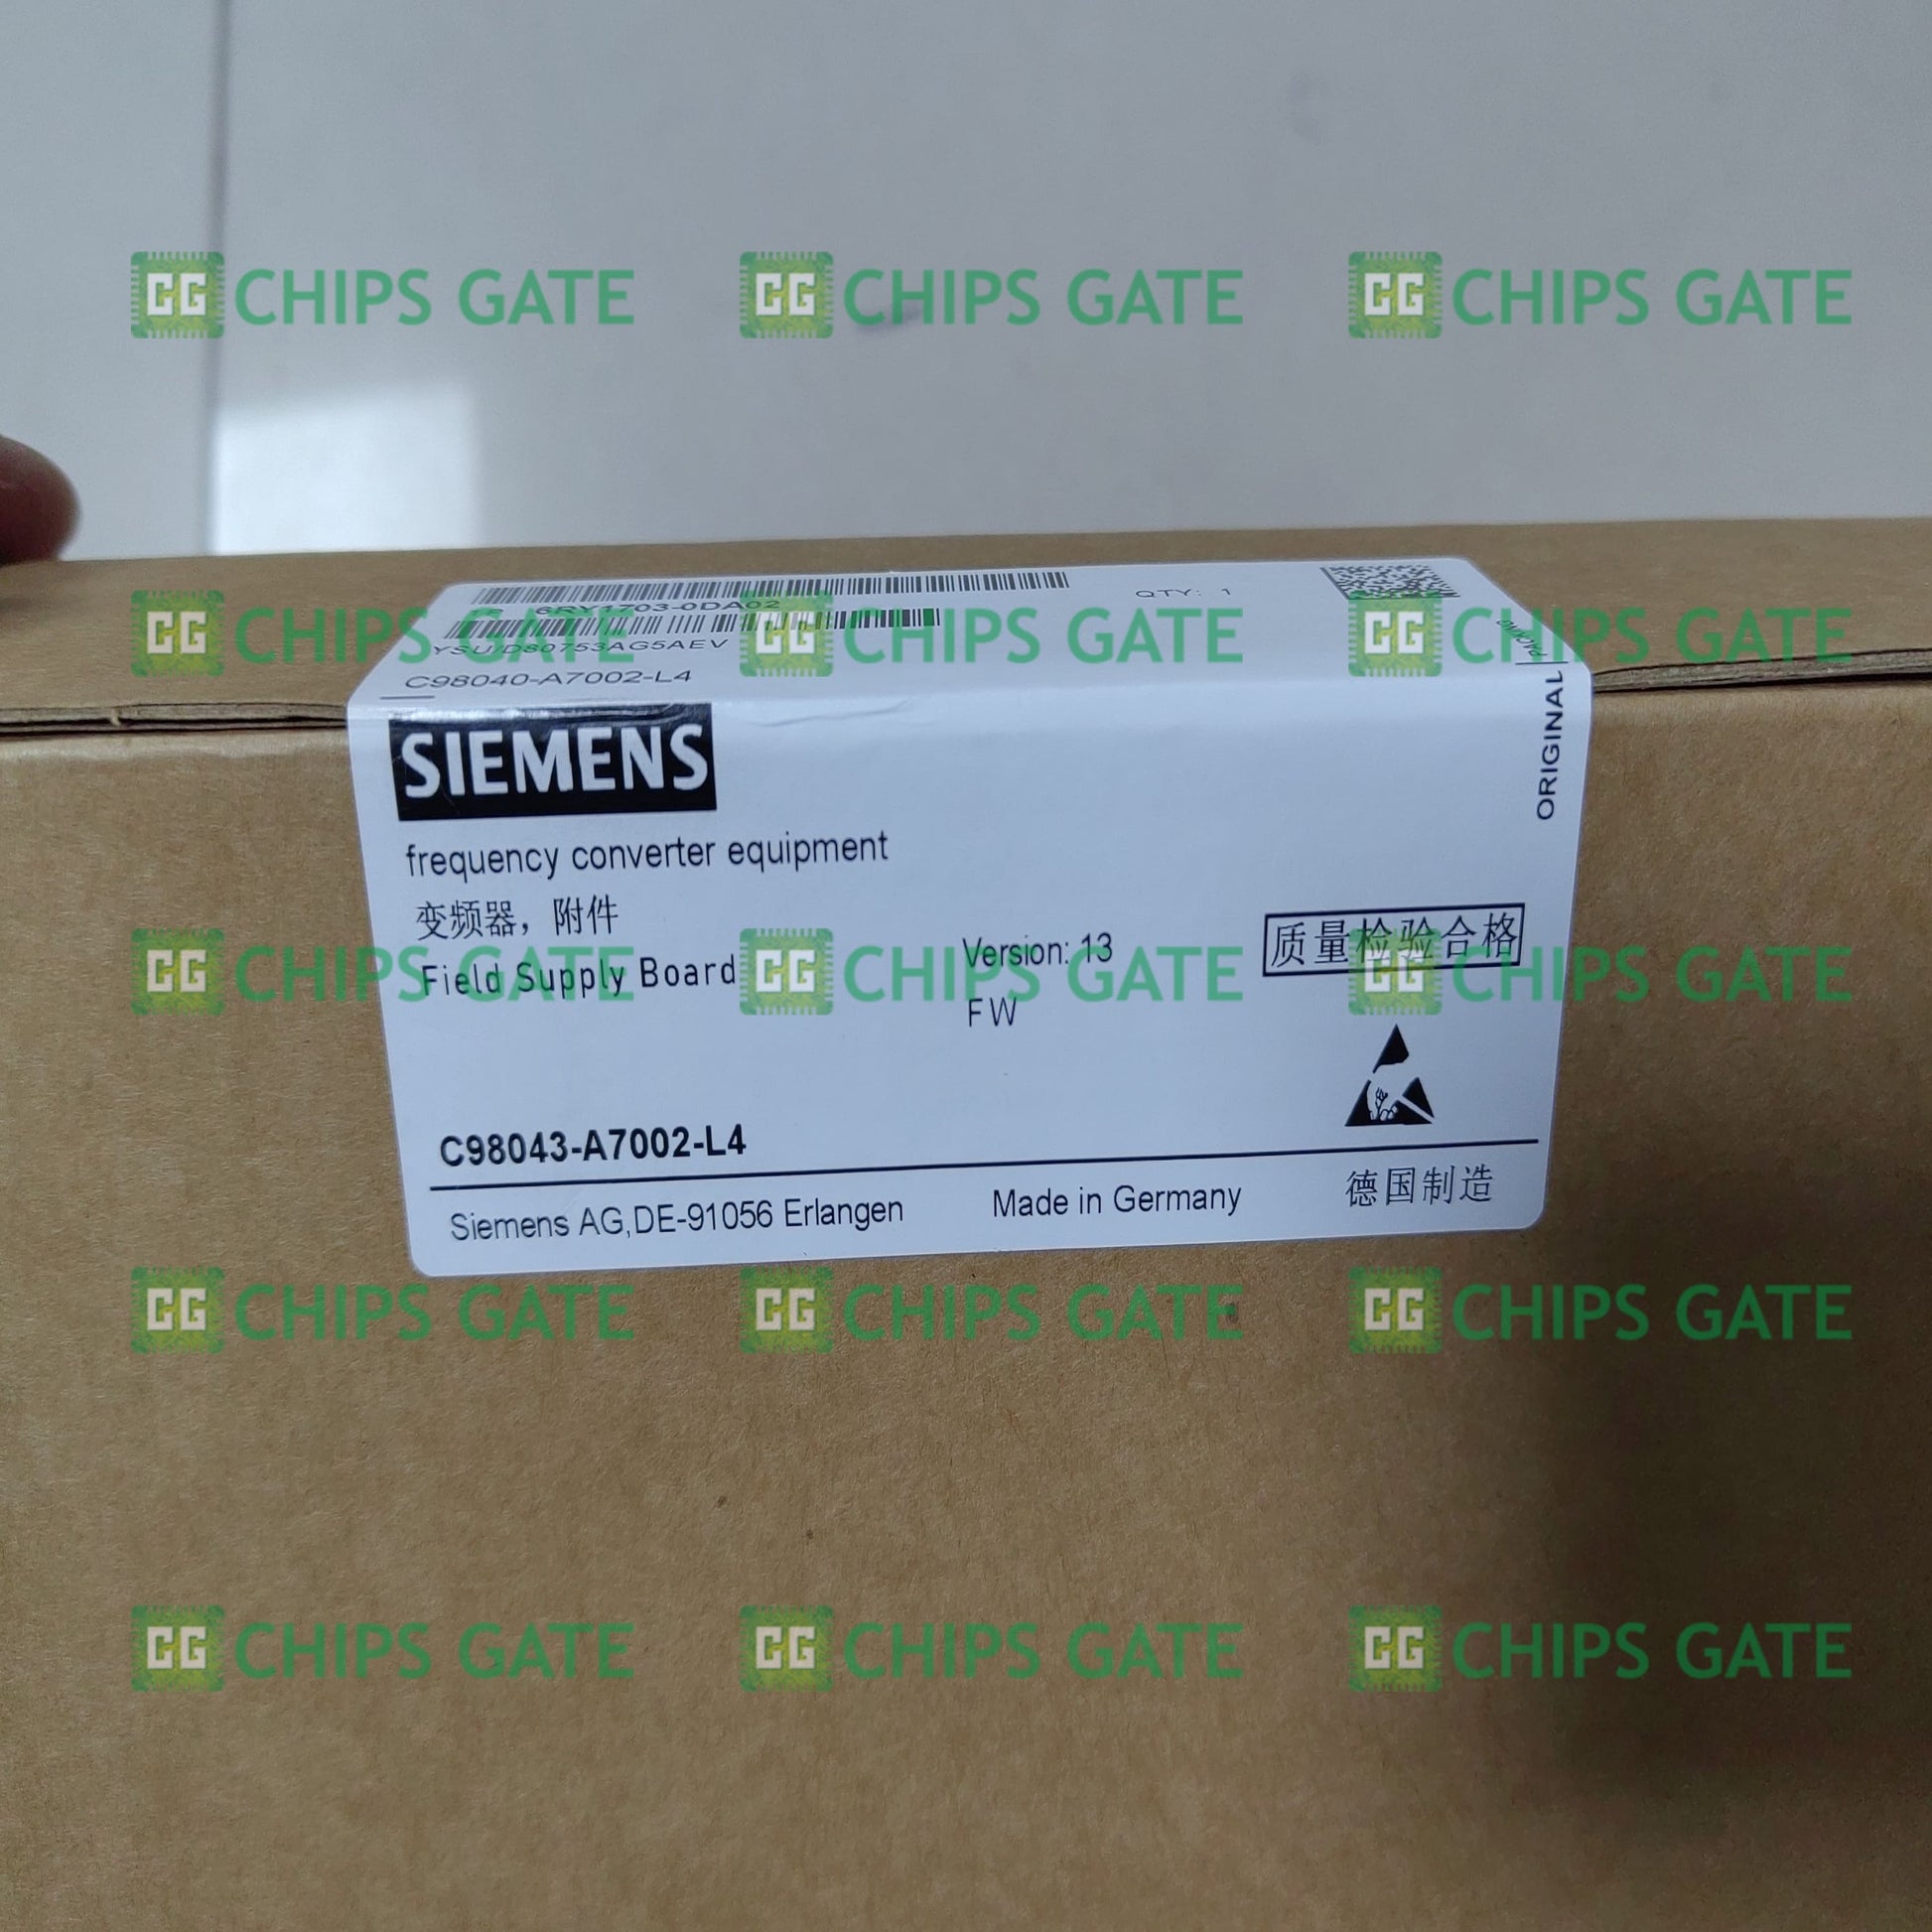 CG CHIPS GATE CG CHIPS GATE CG CHIPS GATE
6RY1703-0DA02
QTY: 1
CG CHIPS GATE CG CHIPS GATE CG CHIPS GATE
YSU/D80753AG5AEV
C98040-A7002-L4
ORIGINAL PACKING
SIEMENS
frequency converter equipment
变频器，附件
Field Supply Board
Version: 13
FW
质量检验合格
CG CHIPS GATE CG CHIPS GATE CG CHIPS GATE
C98043-A7002-L4
Siemens AG,DE-91056 Erlangen
Made in Germany
德国制造
CG CHIPS GATE CG CHIPS GATE CG CHIPS GATE
CG CHIPS GATE CG CHIPS GATE CG CHIPS GATE